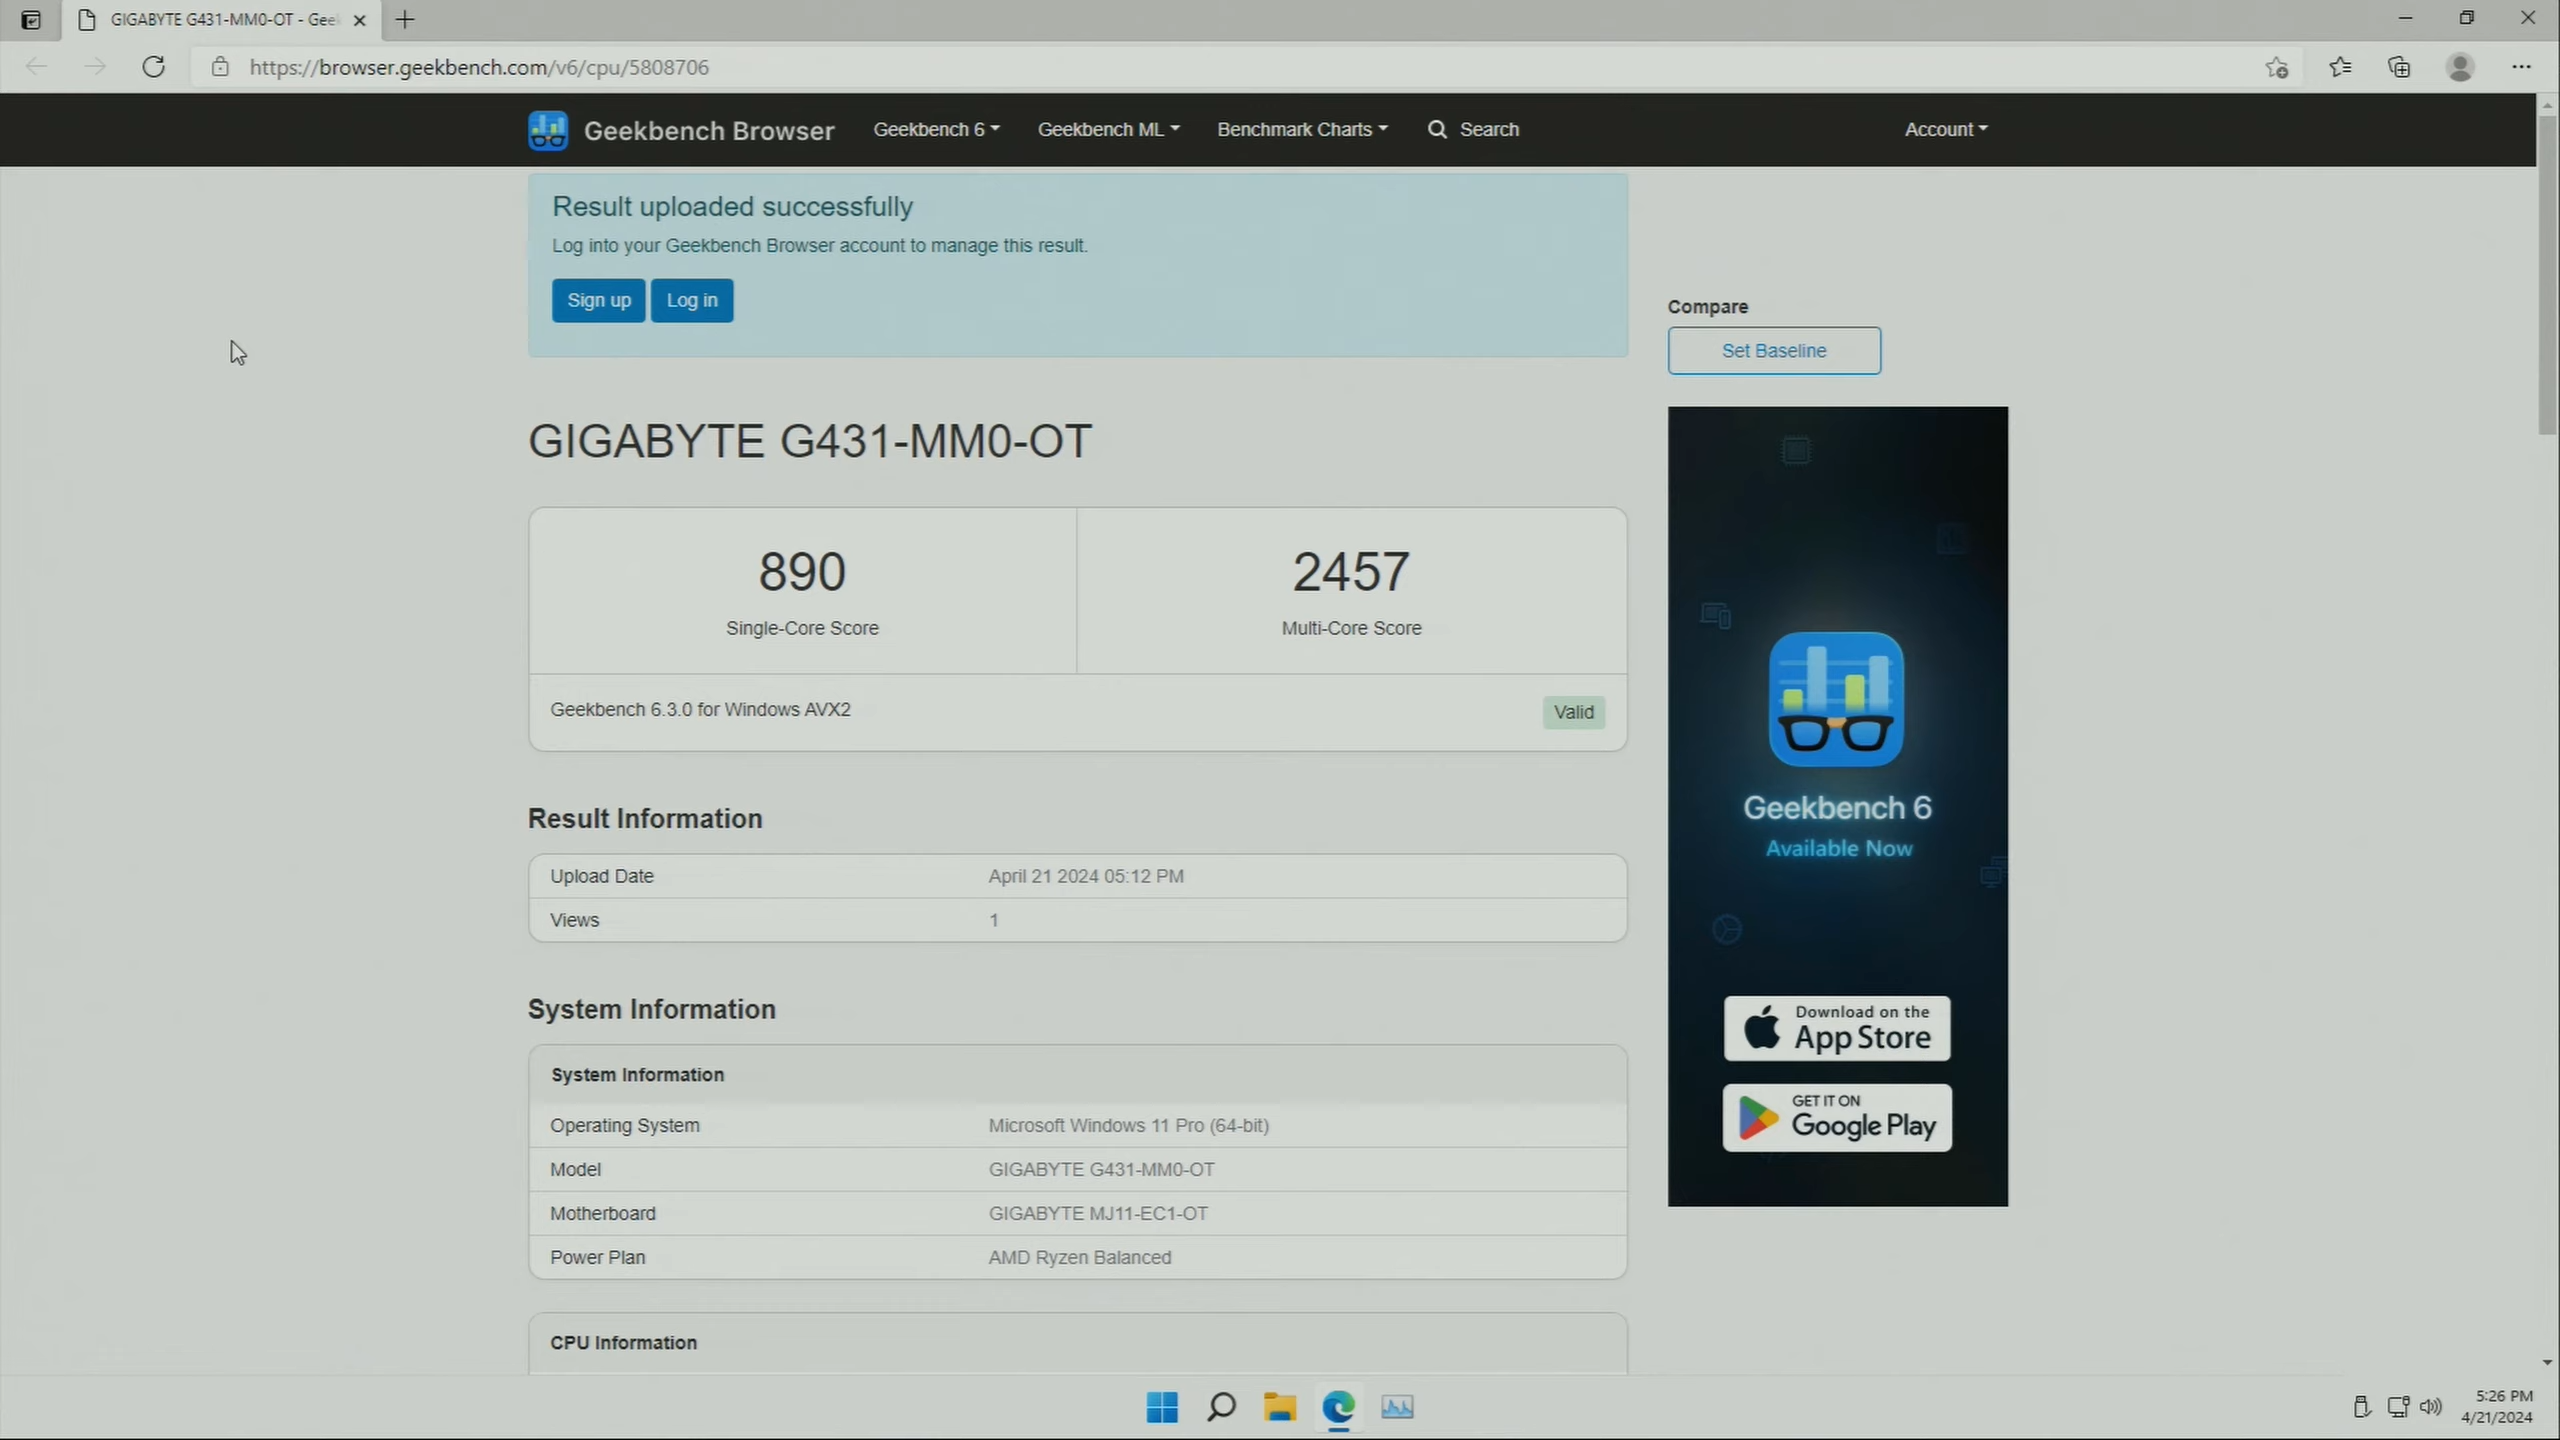 GIGABYTE G431-MM0-OT - Geek
https://browser.geekbench.com/v6/cpu/5808706
Geekbench Browser
Geekbench 6
Geekbench ML
Benchmark Charts
Search
Account
Result uploaded successfully
Log into your Geekbench Browser account to manage this result.
Sign up
Log in
Compare
Set Baseline
GIGABYTE G431-MM0-OT
890
Single-Core Score
2457
Multi-Core Score
Geekbench 6.3.0 for Windows AVX2
Valid
Result Information
Upload Date
April 21 2024 05:12 PM
Views
1
System Information
System Information
Operating System
Microsoft Windows 11 Pro (64-bit)
Model
GIGABYTE G431-MM0-OT
Motherboard
GIGABYTE MJ11-EC1-OT
Power Plan
AMD Ryzen Balanced
CPU Information
Geekbench 6
Available Now
Download on the
App Store
GET IT ON
Google Play
5:26 PM
4/21/2024